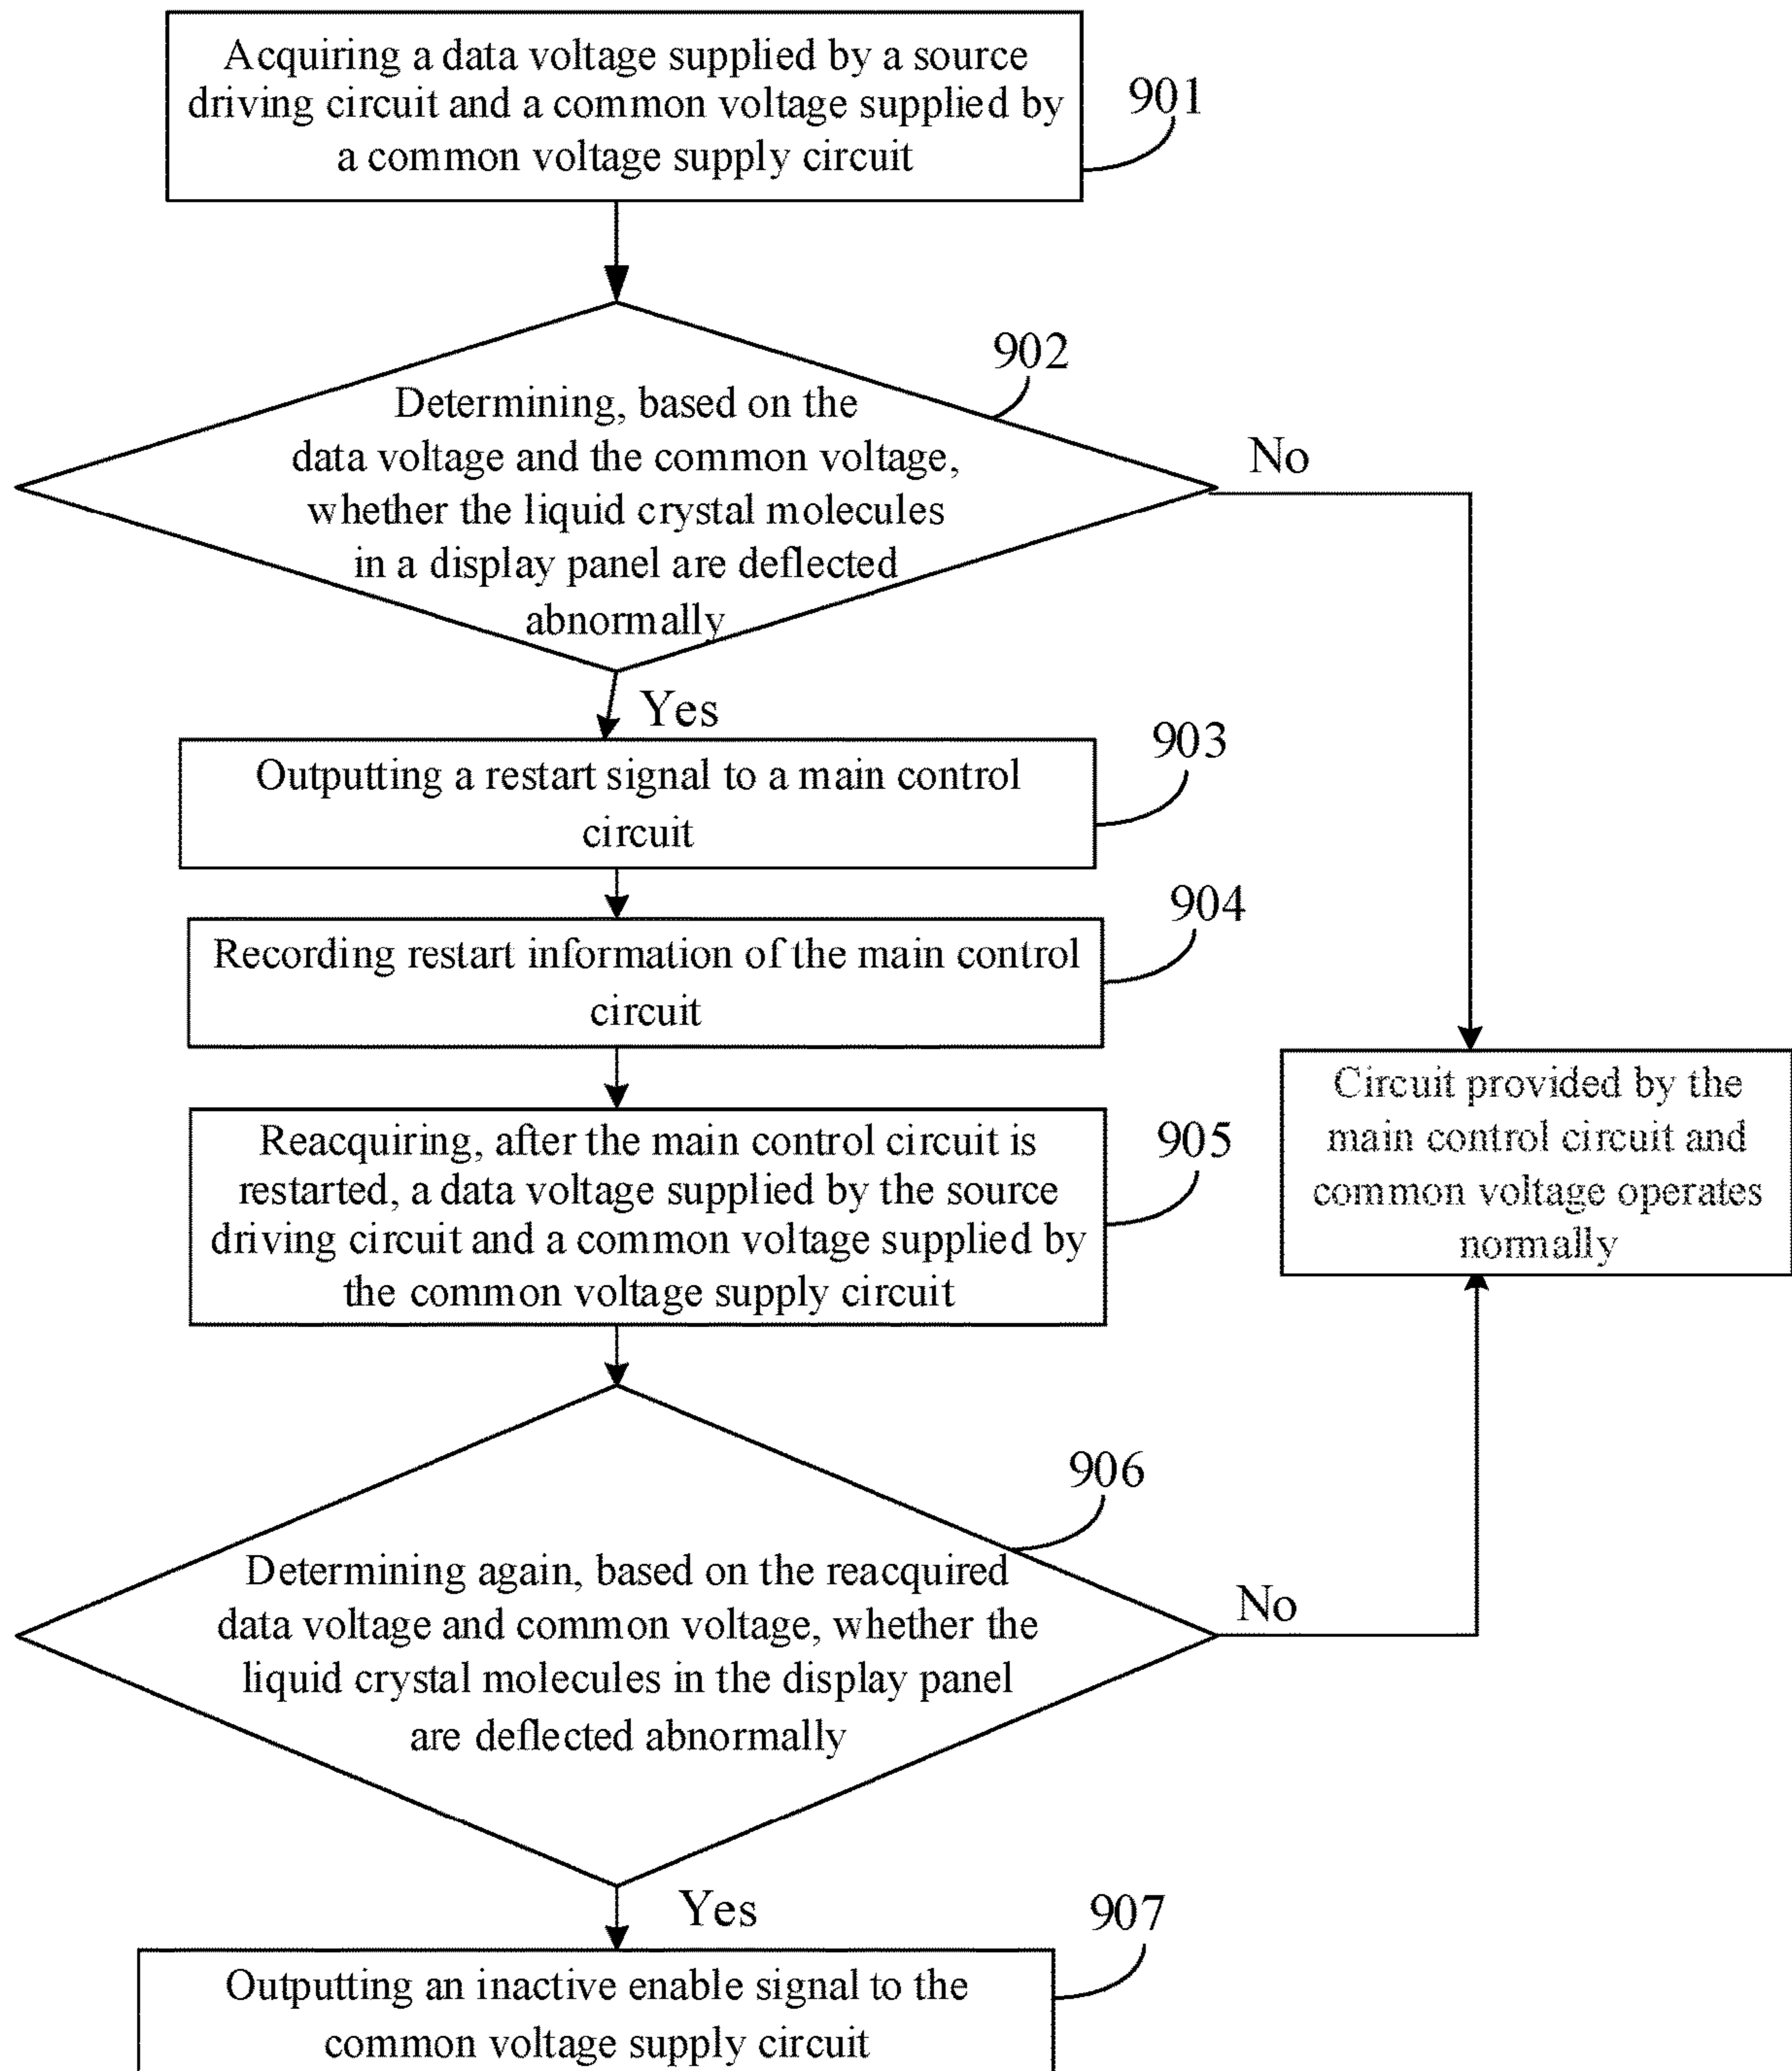 Acquiring a data voltage supplied by a source
driving circuit and a common voltage supplied by
a common voltage supply circuit
901
902
Determining, based on the
data voltage and the common voltage,
whether the liquid crystal molecules
in a display panel are deflected
abnormally
No
Yes
903
Outputting a restart signal to a main control
circuit
904
Recording restart information of the main control
circuit
905
Reacquiring, after the main control circuit is
restarted, a data voltage supplied by the source
driving circuit and a common voltage supplied by
the common voltage supply circuit
Circuit provided by the
main control circuit and
common voltage operates
normally
906
Determining again, based on the reacquired
data voltage and common voltage, whether the
liquid crystal molecules in the display panel
are deflected abnormally
No
Yes
907
Outputting an inactive enable signal to the
common voltage supply circuit